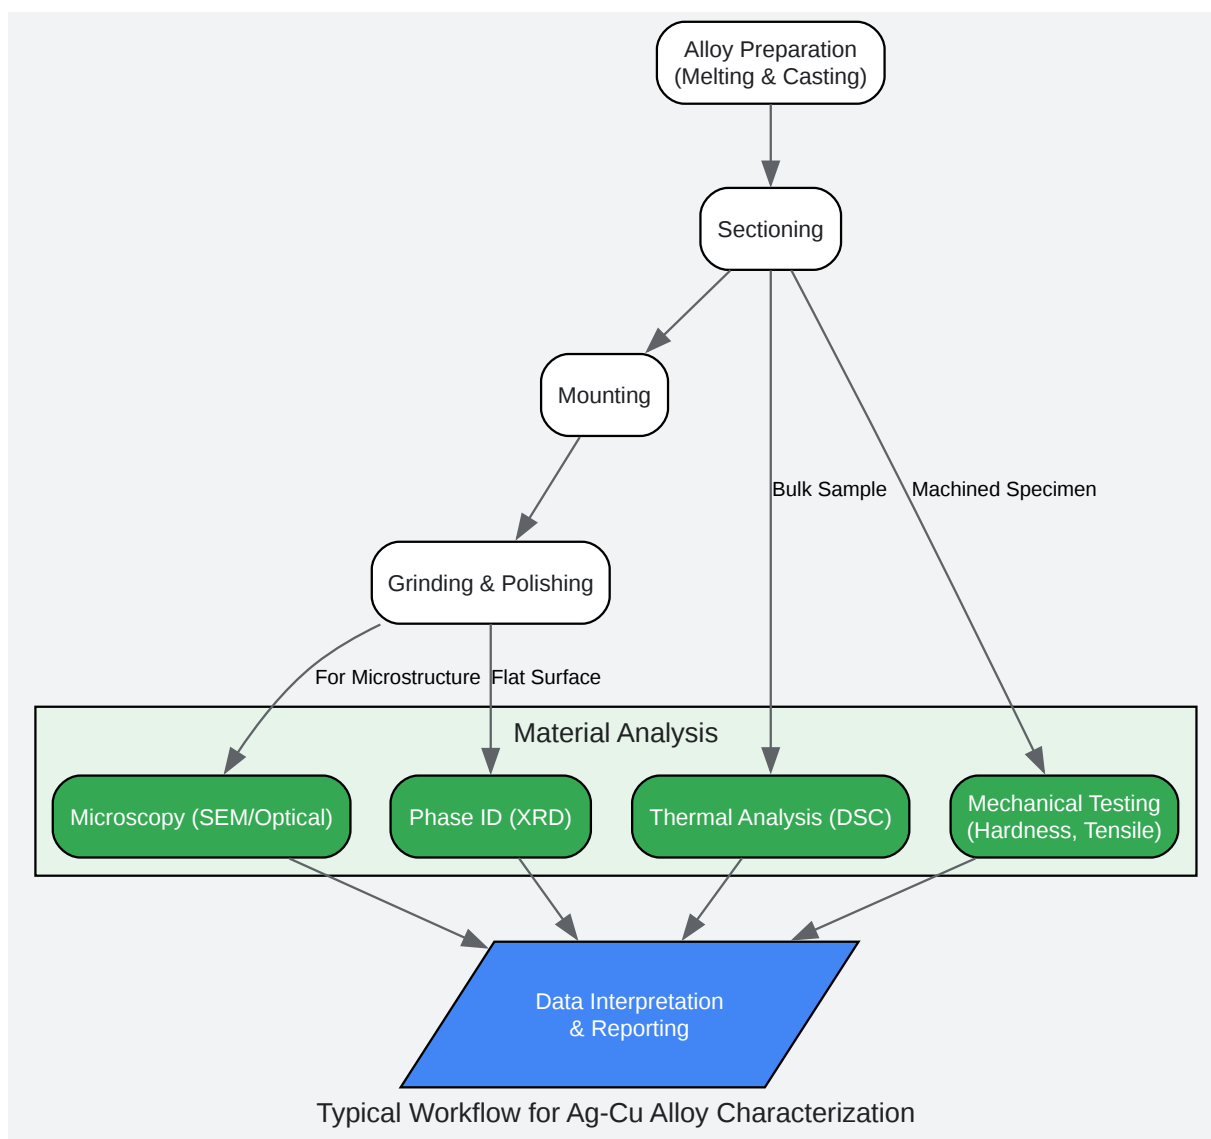 Alloy Preparation
(Melting & Casting)
Sectioning
Mounting
Bulk Sample
Machined Specimen
Grinding & Polishing
For Microstructure
Flat Surface
Material Analysis
Microscopy (SEM/Optical)
Phase ID (XRD)
Thermal Analysis (DSC)
Mechanical Testing
(Hardness, Tensile)
Data Interpretation
& Reporting
Typical Workflow for Ag-Cu Alloy Characterization